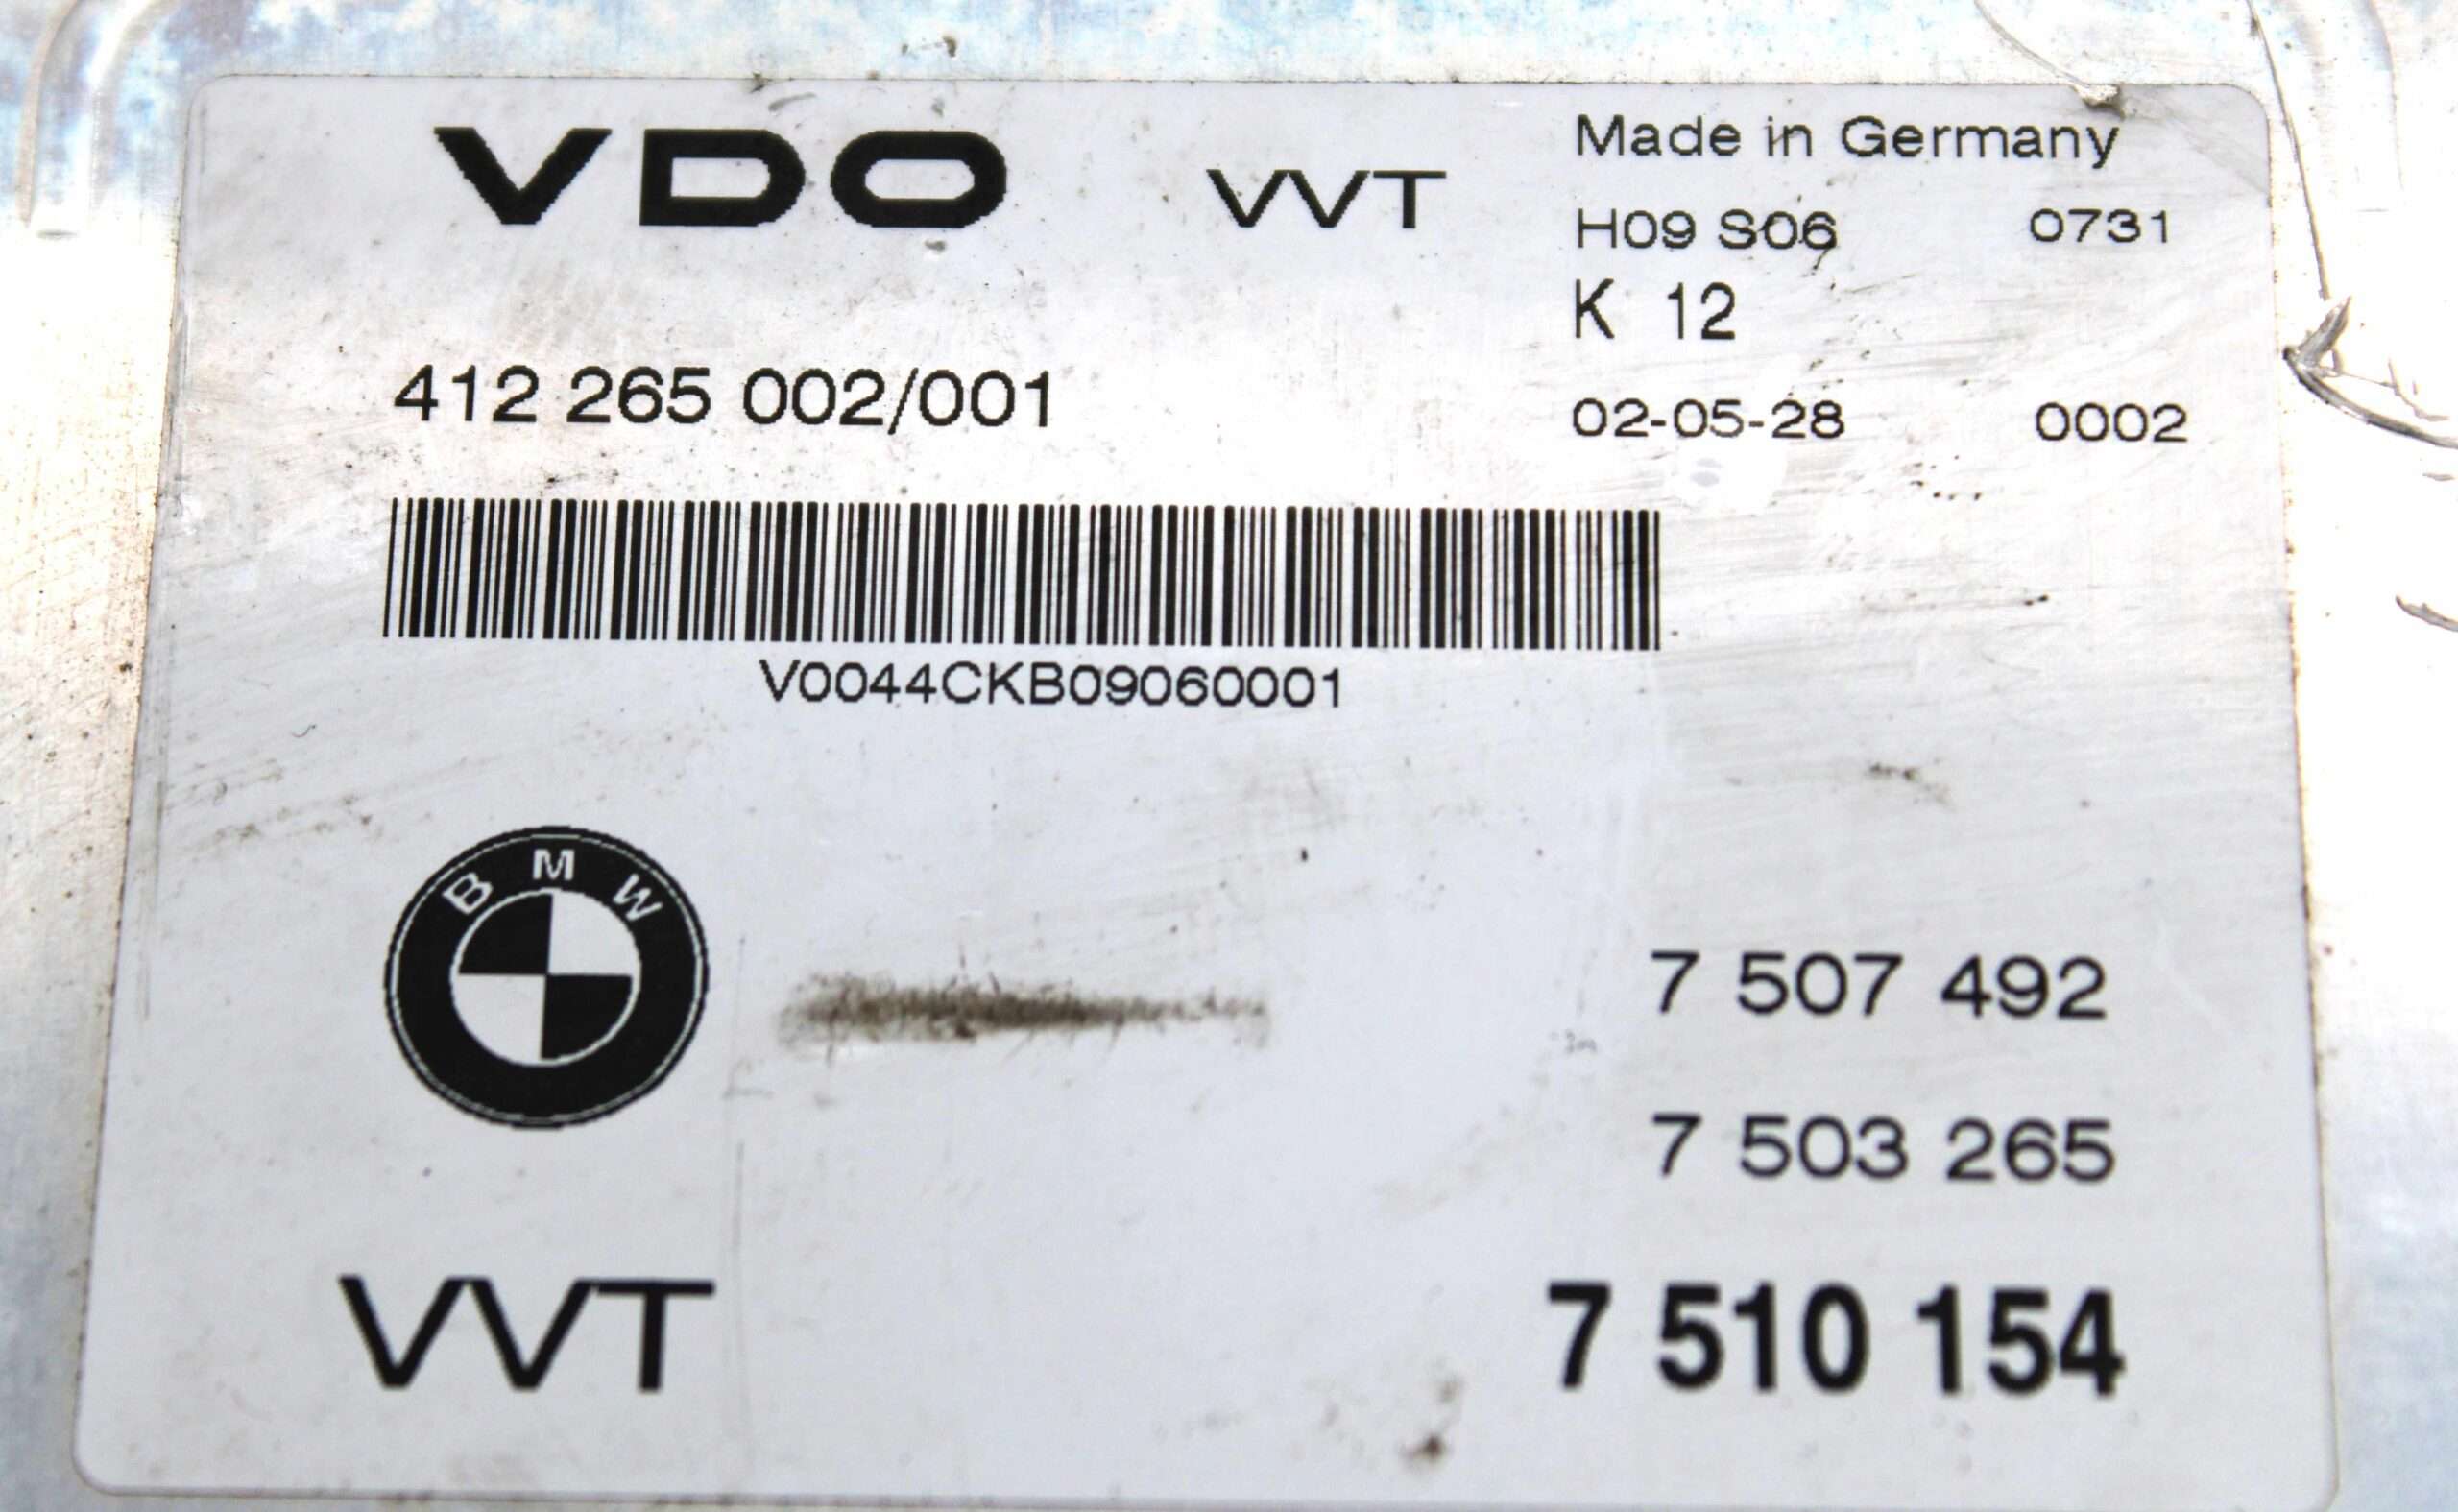 VDO VVT
Made in Germany
H09 S06 0731
K 12
412 265 002/001
02-05-28 0002
V0044CKB09060001
BMW
7 507 492
7 503 265
VVT 7 510 154